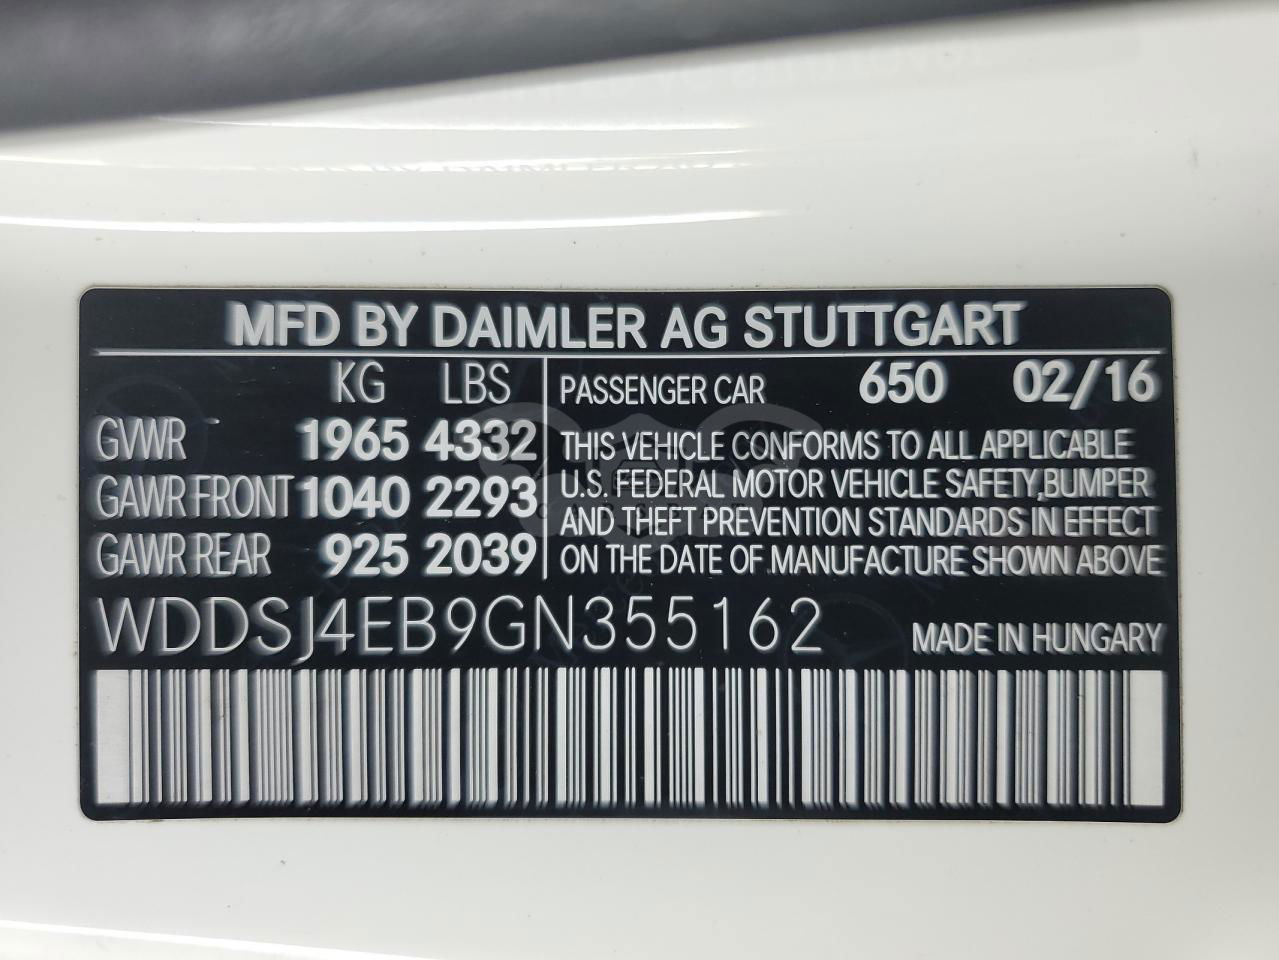 MFD BY DAIMLER AG STUTTGART
KG LBS
GVWR 1965 4332
GAWR FRONT 1040 2293
GAWR REAR 925 2039
PASSENGER CAR 650 02/16
THIS VEHICLE CONFORMS TO ALL APPLICABLE
U.S. FEDERAL MOTOR VEHICLE SAFETY,BUMPER
AND THEFT PREVENTION STANDARDS IN EFFECT
ON THE DATE OF MANUFACTURE SHOWN ABOVE
WDDSJ4EB9GN355162 MADE IN HUNGARY